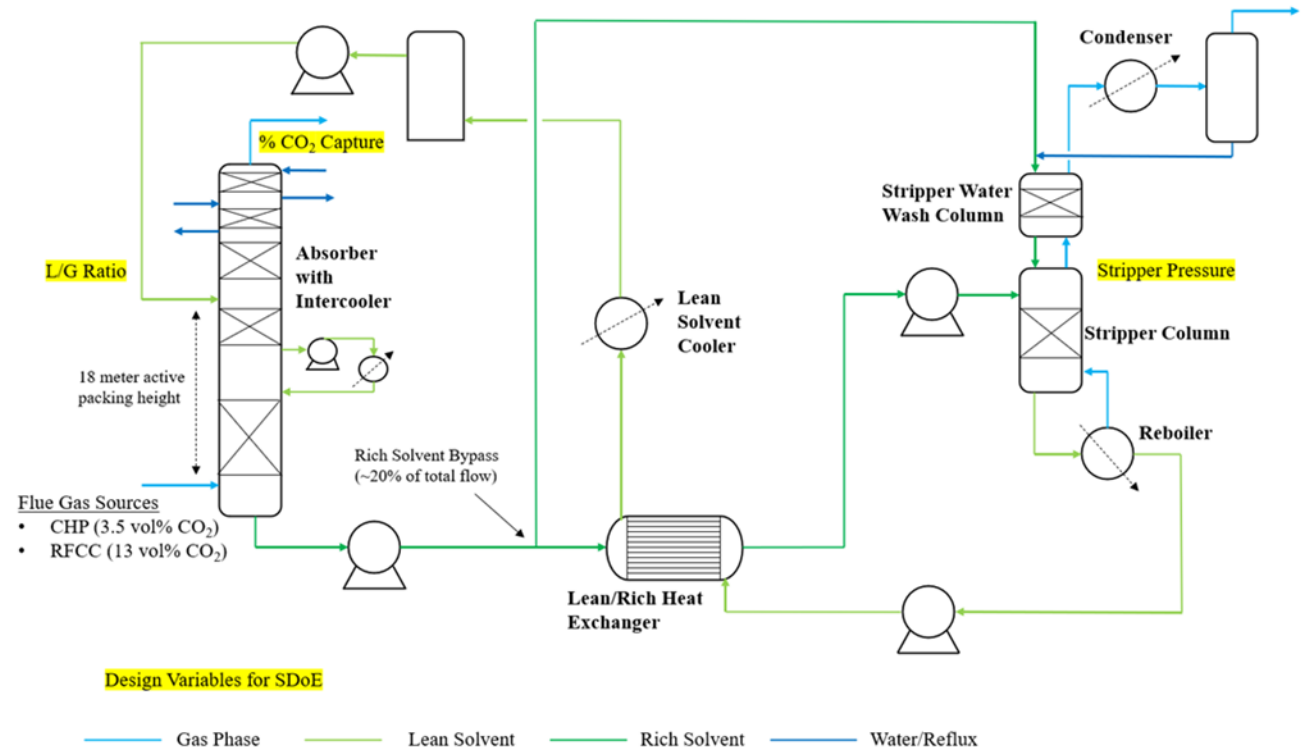 Condenser
% CO₂ Capture
Stripper Water
Wash Column
L/G Ratio
Absorber
with
Intercooler
Stripper Pressure
Lean
Solvent
Cooler
Stripper Column
18 meter active
packing height
Reboiler
Rich Solvent Bypass
(~20% of total flow)
Flue Gas Sources
• CHP (3.5 vol% CO₂)
• RFCC (13 vol% CO₂)
Lean/Rich Heat
Exchanger
Design Variables for SDoE
Gas Phase
Lean Solvent
Rich Solvent
Water/Reflux